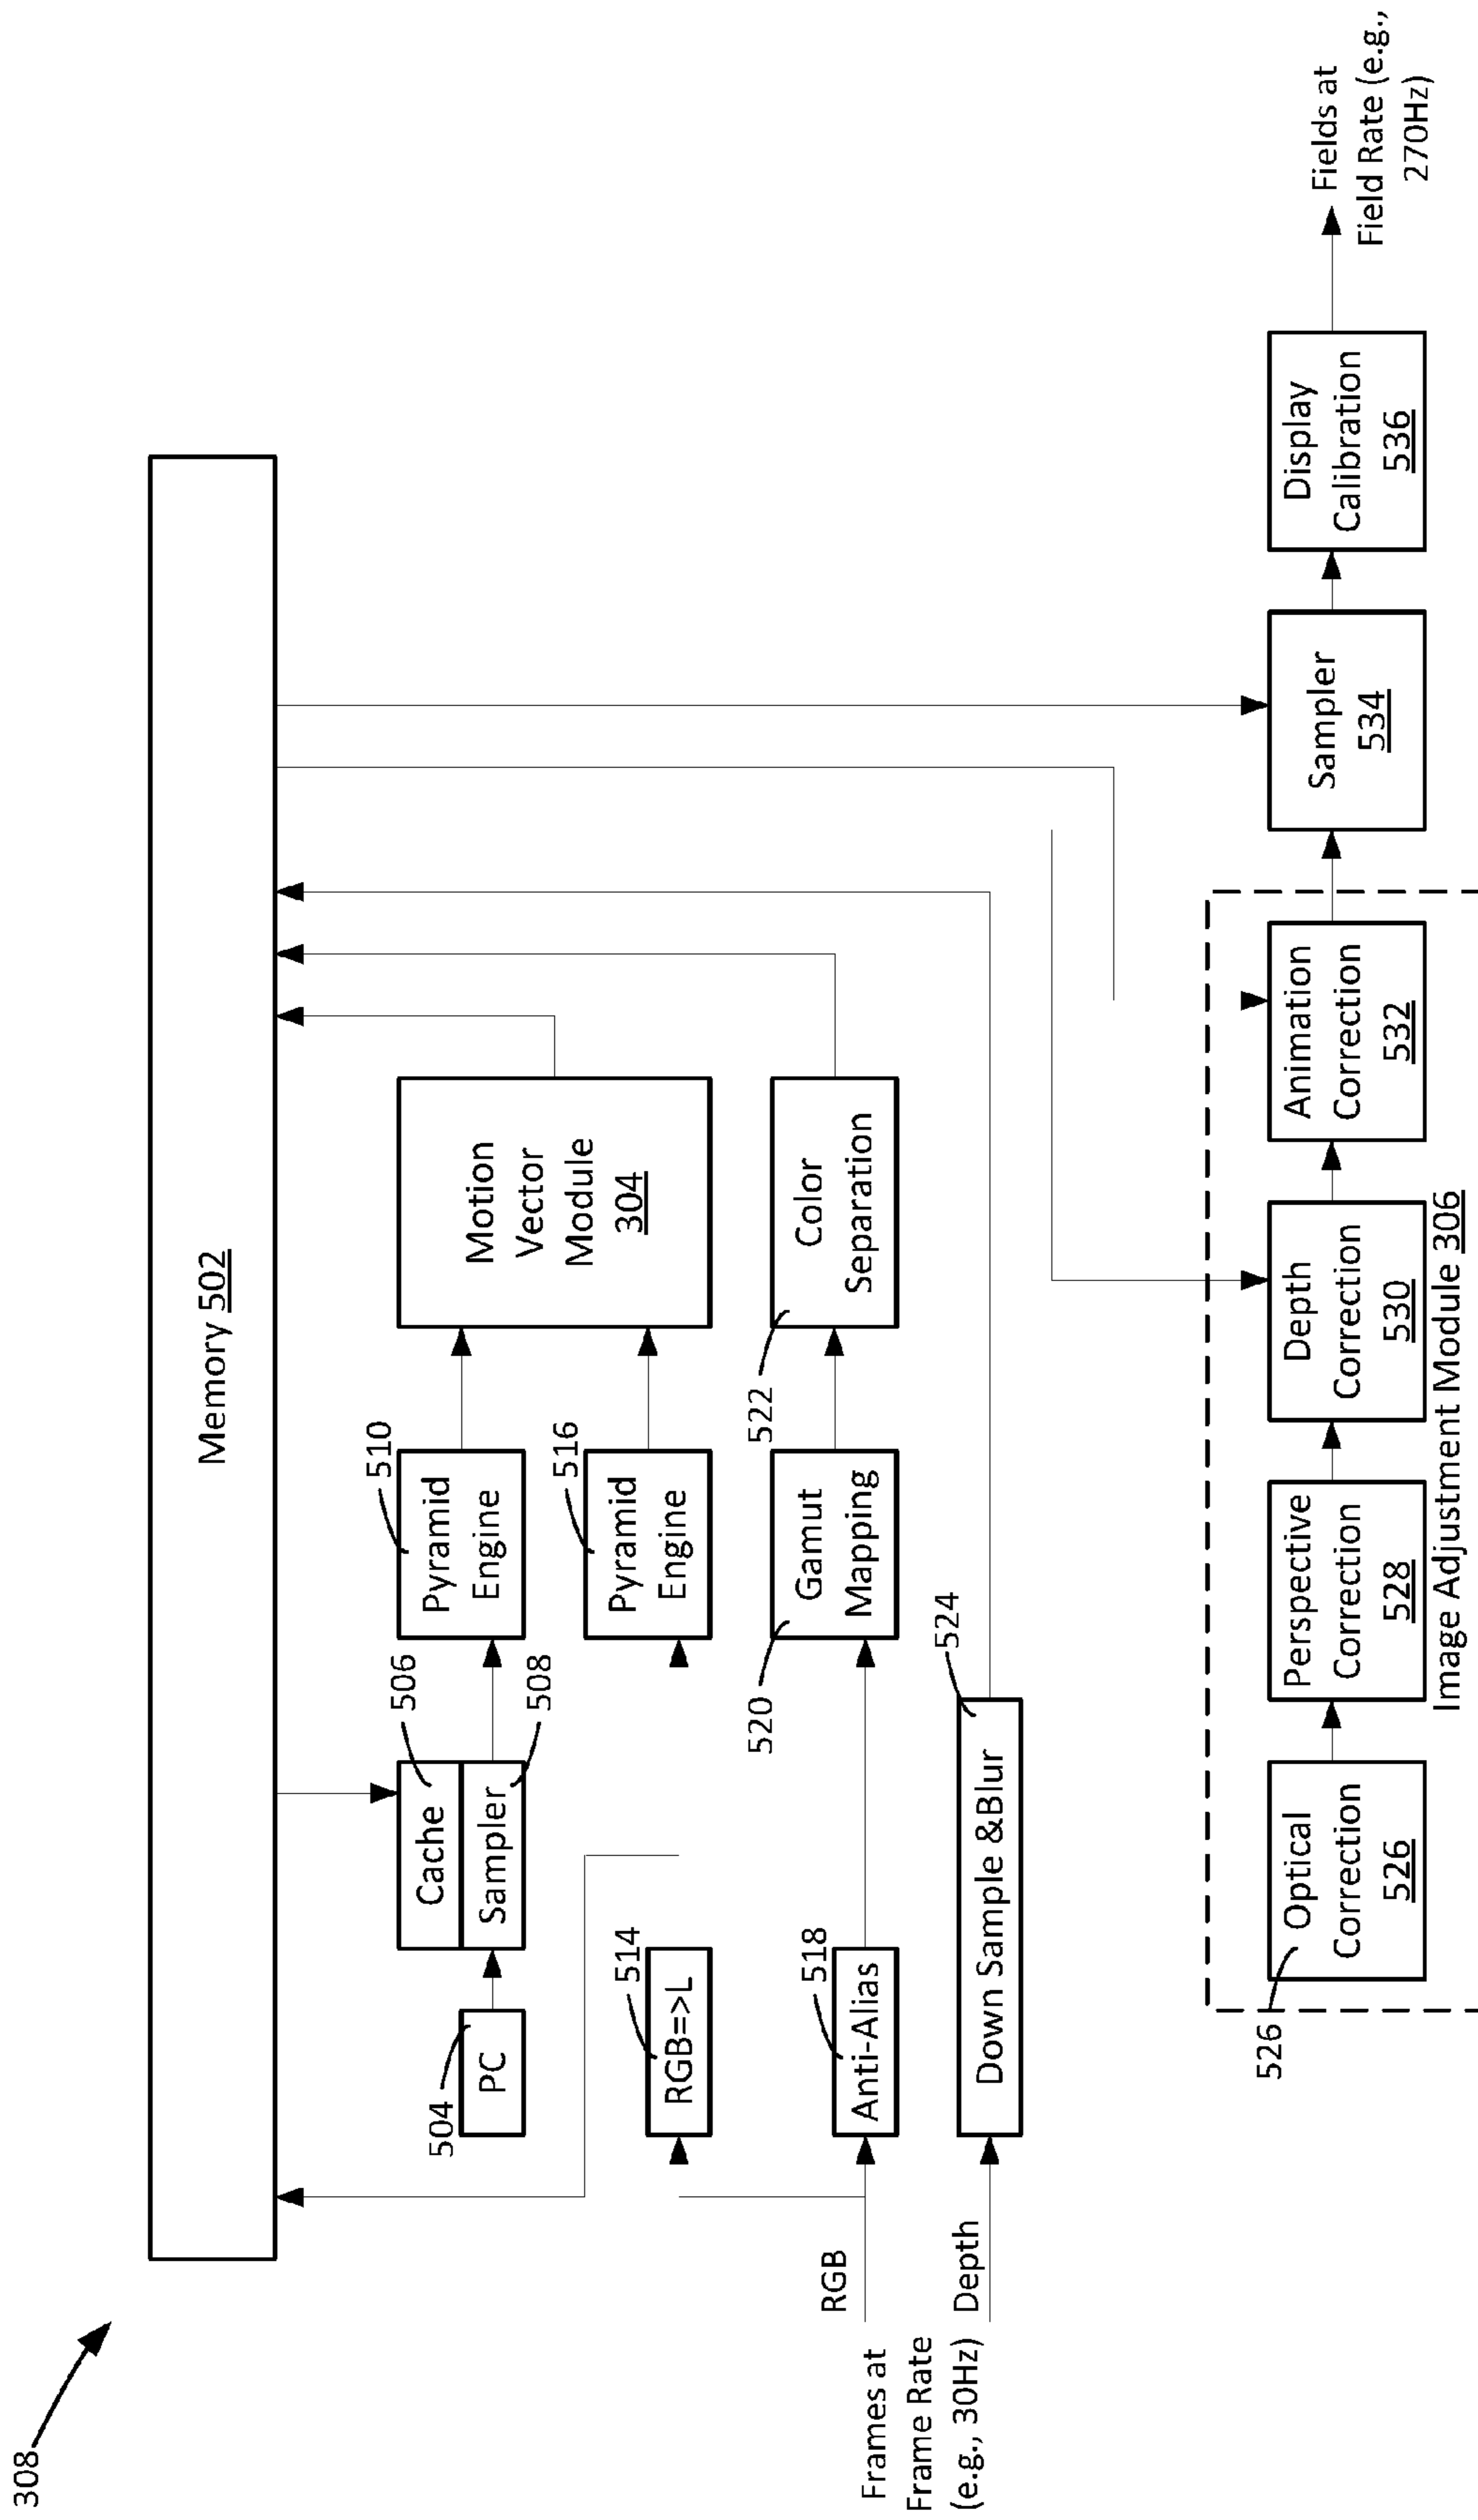 308
Memory 502
504
PC
Cache
506
Sampler
508
Pyramid
Engine
510
Motion
Vector
Module
304
514
RGB=>L
Pyramid
Engine
516
RGB
Frames at
Frame Rate
(e.g., 30Hz)
Depth
518
Anti-Alias
520
Gamut
Mapping
522
Color
Separation
524
Down Sample &Blur
526
Optical
Correction
526
Perspective
Correction
528
Depth
Correction
530
Animation
Correction
532
Image Adjustment Module 306
Sampler
534
Display
Calibration
536
Fields at
Field Rate (e.g.,
270Hz)